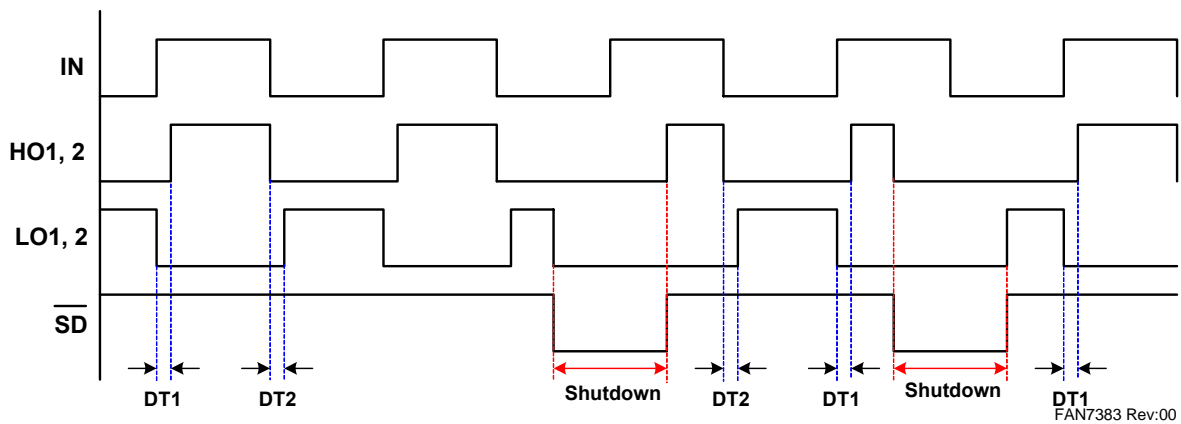 IN
HO1, 2
LO1, 2
SD
DT1 DT2 Shutdown DT2 DT1 Shutdown DT1
FAN7383 Rev:00